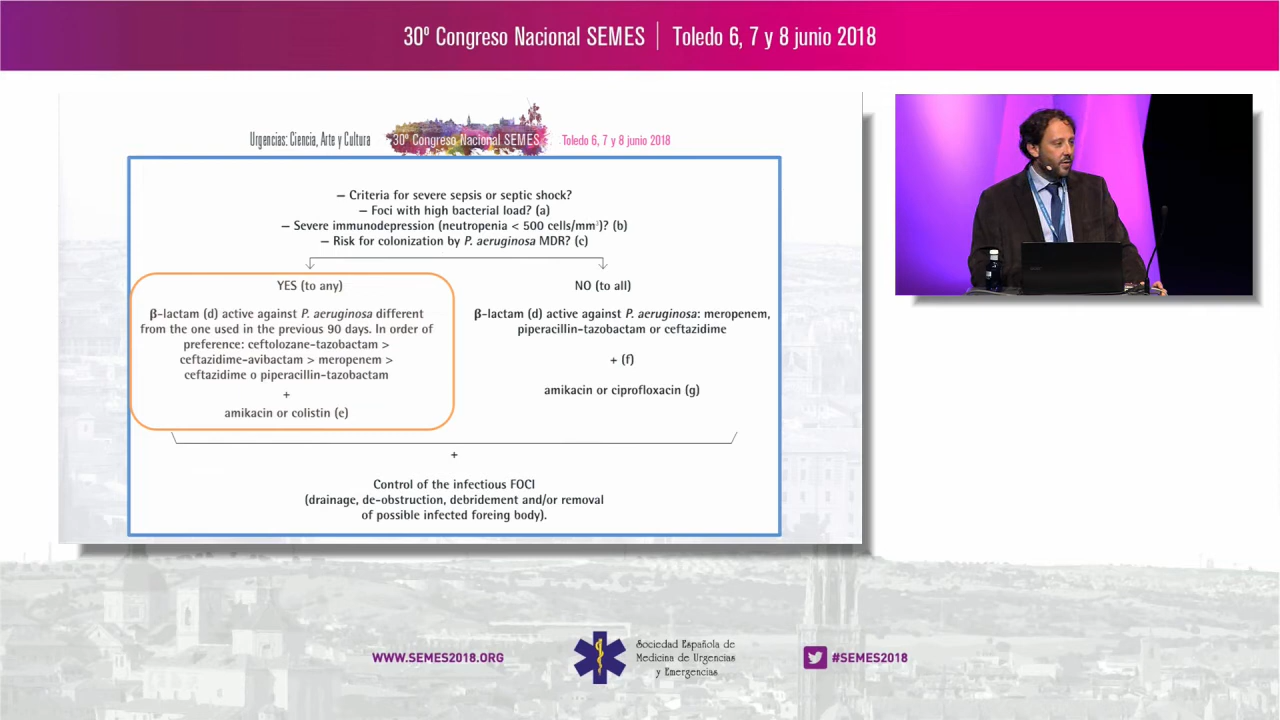 30º Congreso Nacional SEMES | Toledo 6, 7 y 8 junio 2018
Urgencias: Ciencia, Arte y Cultura
30º Congreso Nacional SEMES
Toledo 6, 7 y 8 junio 2018
— Criteria for severe sepsis or septic shock?
— Foci with high bacterial load? (a)
— Severe immunodepression (neutropenia < 500 cells/mm³)? (b)
— Risk for colonization by P. aeruginosa MDR? (c)
YES (to any)
β-lactam (d) active against P. aeruginosa different
from the one used in the previous 90 days. In order of
preference: ceftolozane-tazobactam >
ceftazidime-avibactam > meropenem >
ceftazidime o piperacillin-tazobactam
+
amikacin or colistin (e)
NO (to all)
β-lactam (d) active against P. aeruginosa: meropenem,
piperacillin-tazobactam or ceftazidime
+ (f)
amikacin or ciprofloxacin (g)
+
Control of the infectious FOCI
(drainage, de-obstruction, debridement and/or removal
of possible infected foreing body).
WWW.SEMES2018.ORG
Sociedad Española de
Medicina de Urgencias
y Emergencias
#SEMES2018